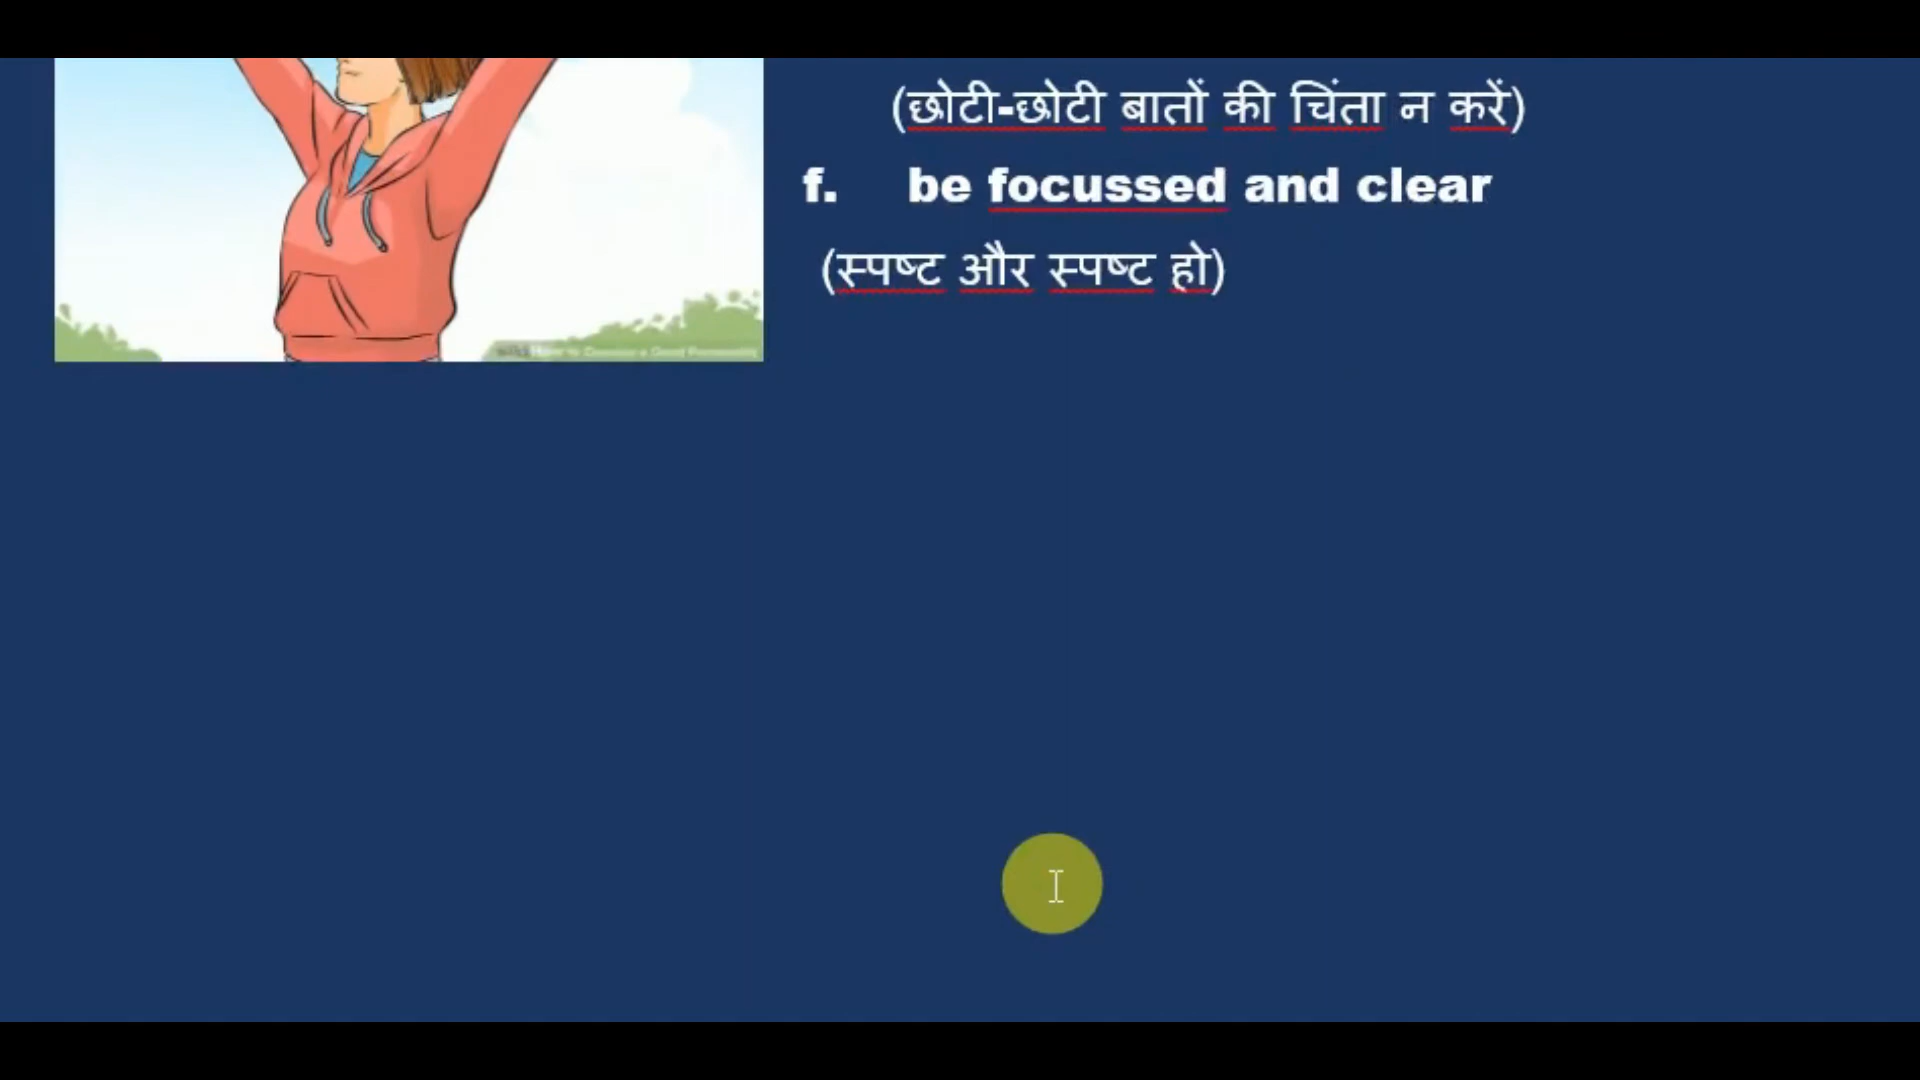 (छोटी-छोटी बातों की चिंता न करें)
f. be focussed and clear
(स्पष्ट और स्पष्ट हो)